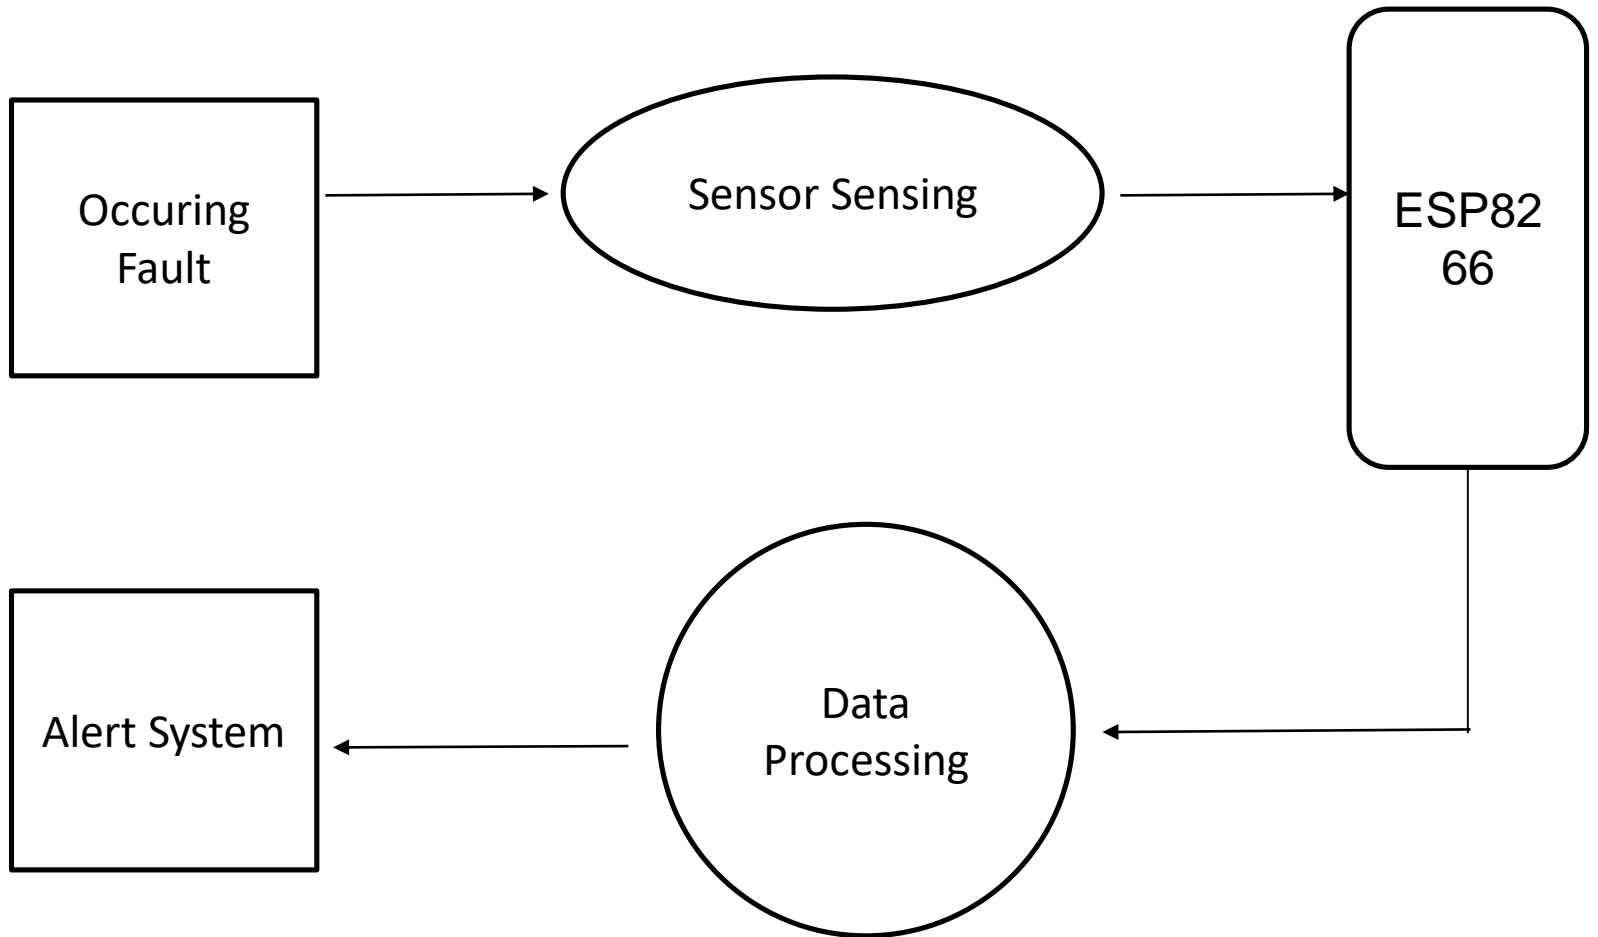 Occuring
Fault
Sensor Sensing
ESP82
66
Alert System
Data
Processing